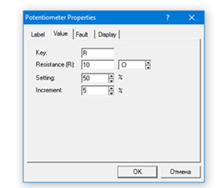 Potentiometer Properties ? ×
Label Value Fault Display
Key: R
Resistance (R): 10 Ω
Setting: 50 %
Increment: 5 %
OK Отмена